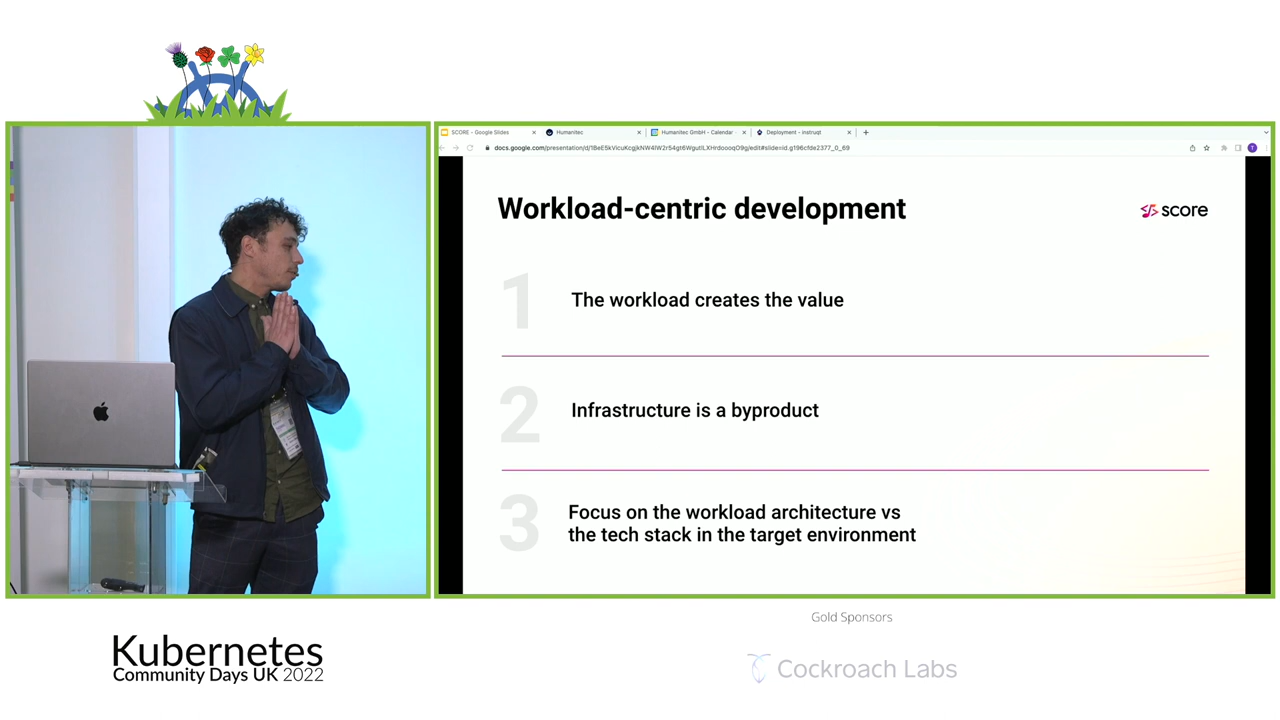 SCORE - Google Slides
Humanitec
Humanitec GmbH - Calendar
Deployment - instruqt
Workload-centric development
score
1
The workload creates the value
2
Infrastructure is a byproduct
3
Focus on the workload architecture vs
the tech stack in the target environment
Gold Sponsors
Kubernetes
Community Days UK 2022
Cockroach Labs